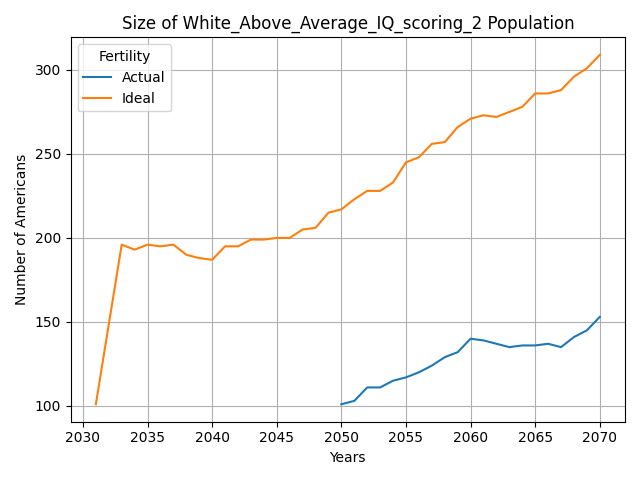 Size of White_Above_Average_IQ_scoring_2 Population
Fertility
Actual
Ideal
Number of Americans
300
250
200
150
100
2030 2035 2040 2045 2050 2055 2060 2065 2070
Years